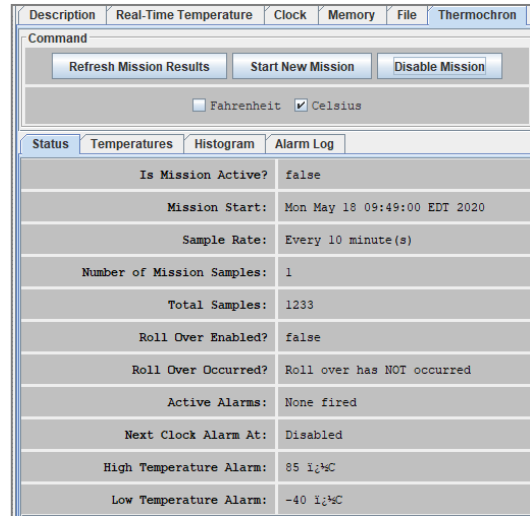 Description Real-Time Temperature Clock Memory File Thermochron
Command
Refresh Mission Results Start New Mission Disable Mission
Fahrenheit Celsius
Status Temperatures Histogram Alarm Log
Is Mission Active? false
Mission Start: Mon May 18 09:49:00 EDT 2020
Sample Rate: Every 10 minute(s)
Number of Mission Samples: 1
Total Samples: 1233
Roll Over Enabled? false
Roll Over Occurred? Roll over has NOT occurred
Active Alarms: None fired
Next Clock Alarm At: Disabled
High Temperature Alarm: 85 ï¿½C
Low Temperature Alarm: -40 ï¿½C